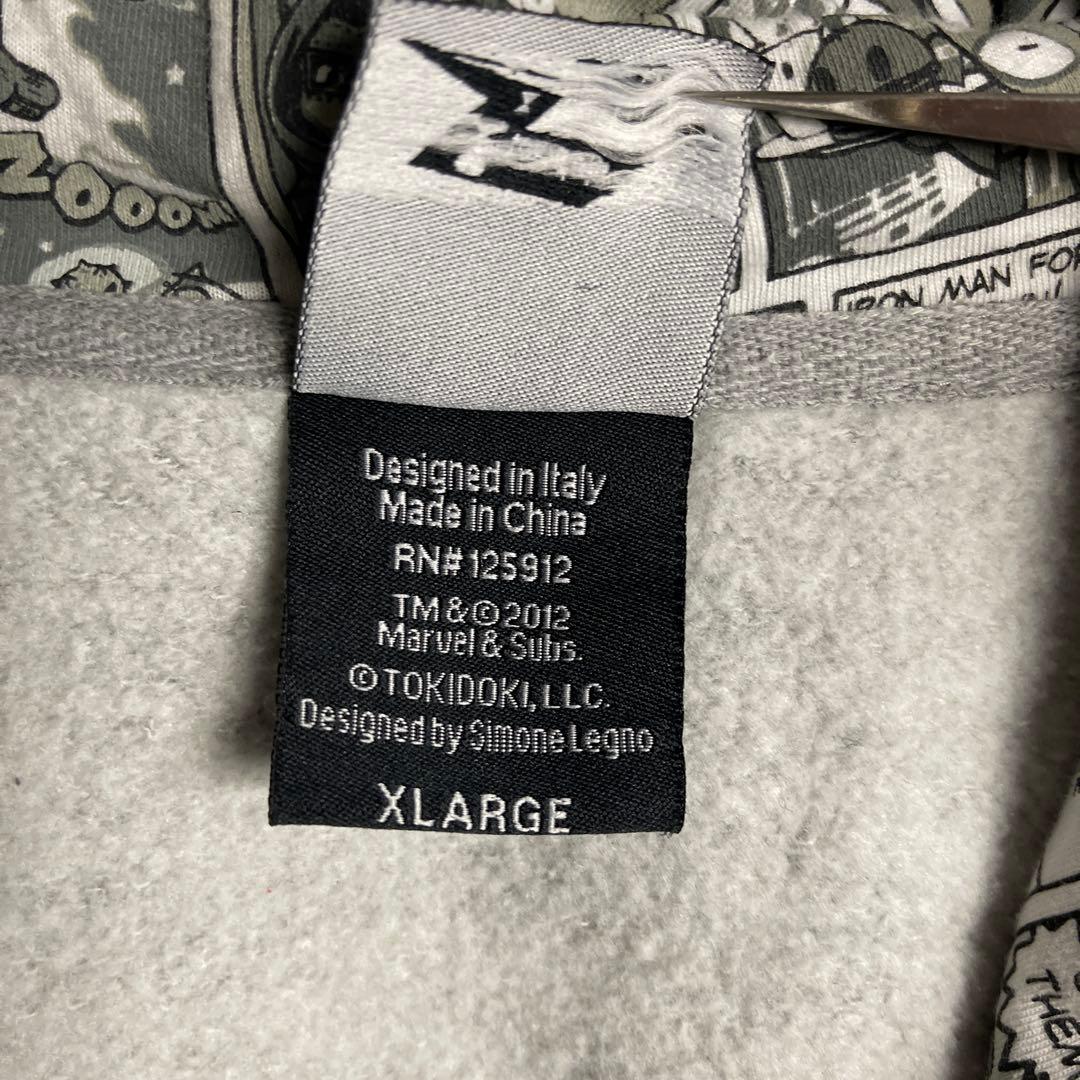 ZOOOM
IRON MAN FOR
Designed in Italy
Made in China
RN# 125912
TM & © 2012
Marvel & Subs.
© TOKIDOKI, LLC.
Designed by Simone Legno
XLARGE